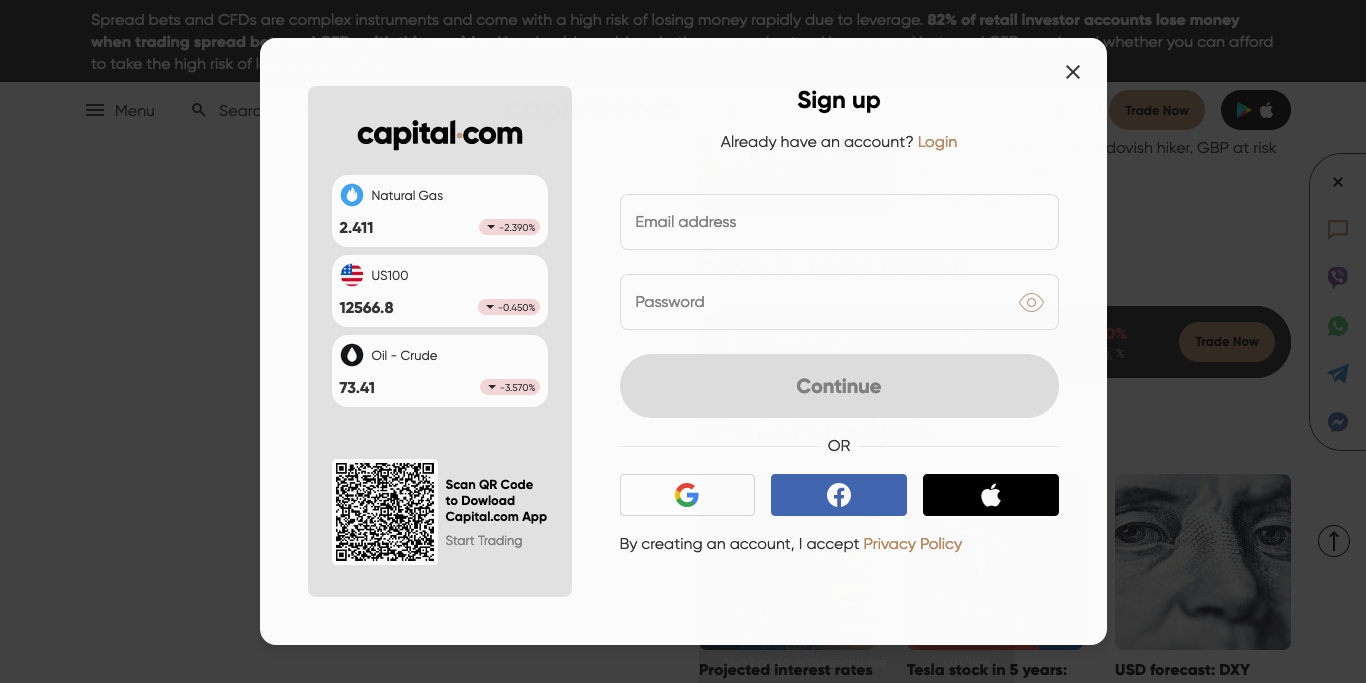 Spread bets and CFDs are complex instruments and come with a high risk of losing money rapidly due to leverage. 82% of retail investor accounts lose money
when trading spread
whether you can afford
to take the high risk of
Menu
Trade Now
dovish hiker. GBP at risk
capital.com
Natural Gas
2.411
-2.390%
US100
12566.8
-0.450%
Oil - Crude
73.41
-3.570%
Scan QR Code
to Dowload
Capital.com App
Start Trading
Sign up
Already have an account? Login
Email address
Password
Continue
OR
By creating an account, I accept Privacy Policy
0%
%
Trade Now
Projected interest rates
Tesla stock in 5 years:
USD forecast: DXY